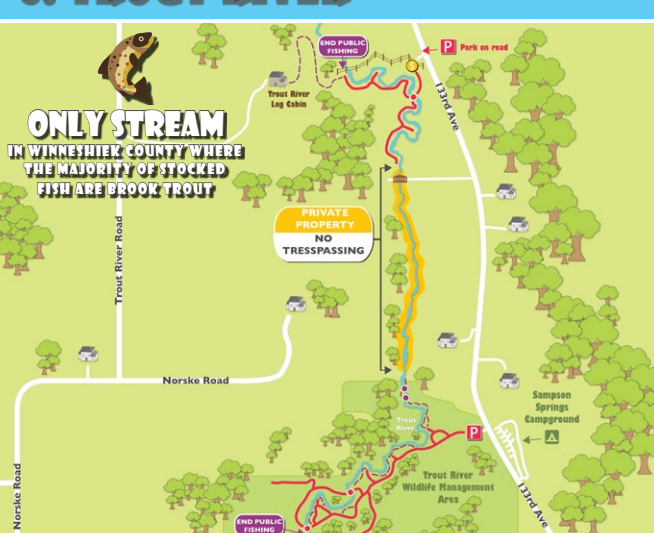 END PUBLIC
FISHING
P
Park on road
S
Trout River
Log Cabin
133rd Ave
ONLY STREAM
IN WINNESHIEK COUNTY WHERE
THE MAJORITY OF STOCKED
FISH ARE BROOK TROUT
PRIVATE
PROPERTY
NO
TRESSPASSING
Trout River Road
Norske Road
Sampson
Springs
Campground
Trout
River
P
Trout River
Wildlife Management
Area
Norske Road
133rd Ave
END PUBLIC
FISHING